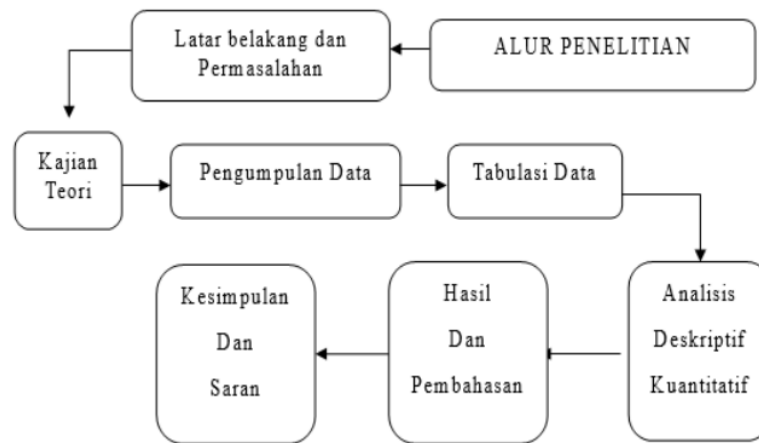 ALUR PENELITIAN
Latar belakang dan
Permasalahan
Kajian
Teori
Pengumpulan Data
Tabulasi Data
Analisis
Deskriptif
Kuantitatif
Hasil
Dan
Pembahasan
Kesimpulan
Dan
Saran